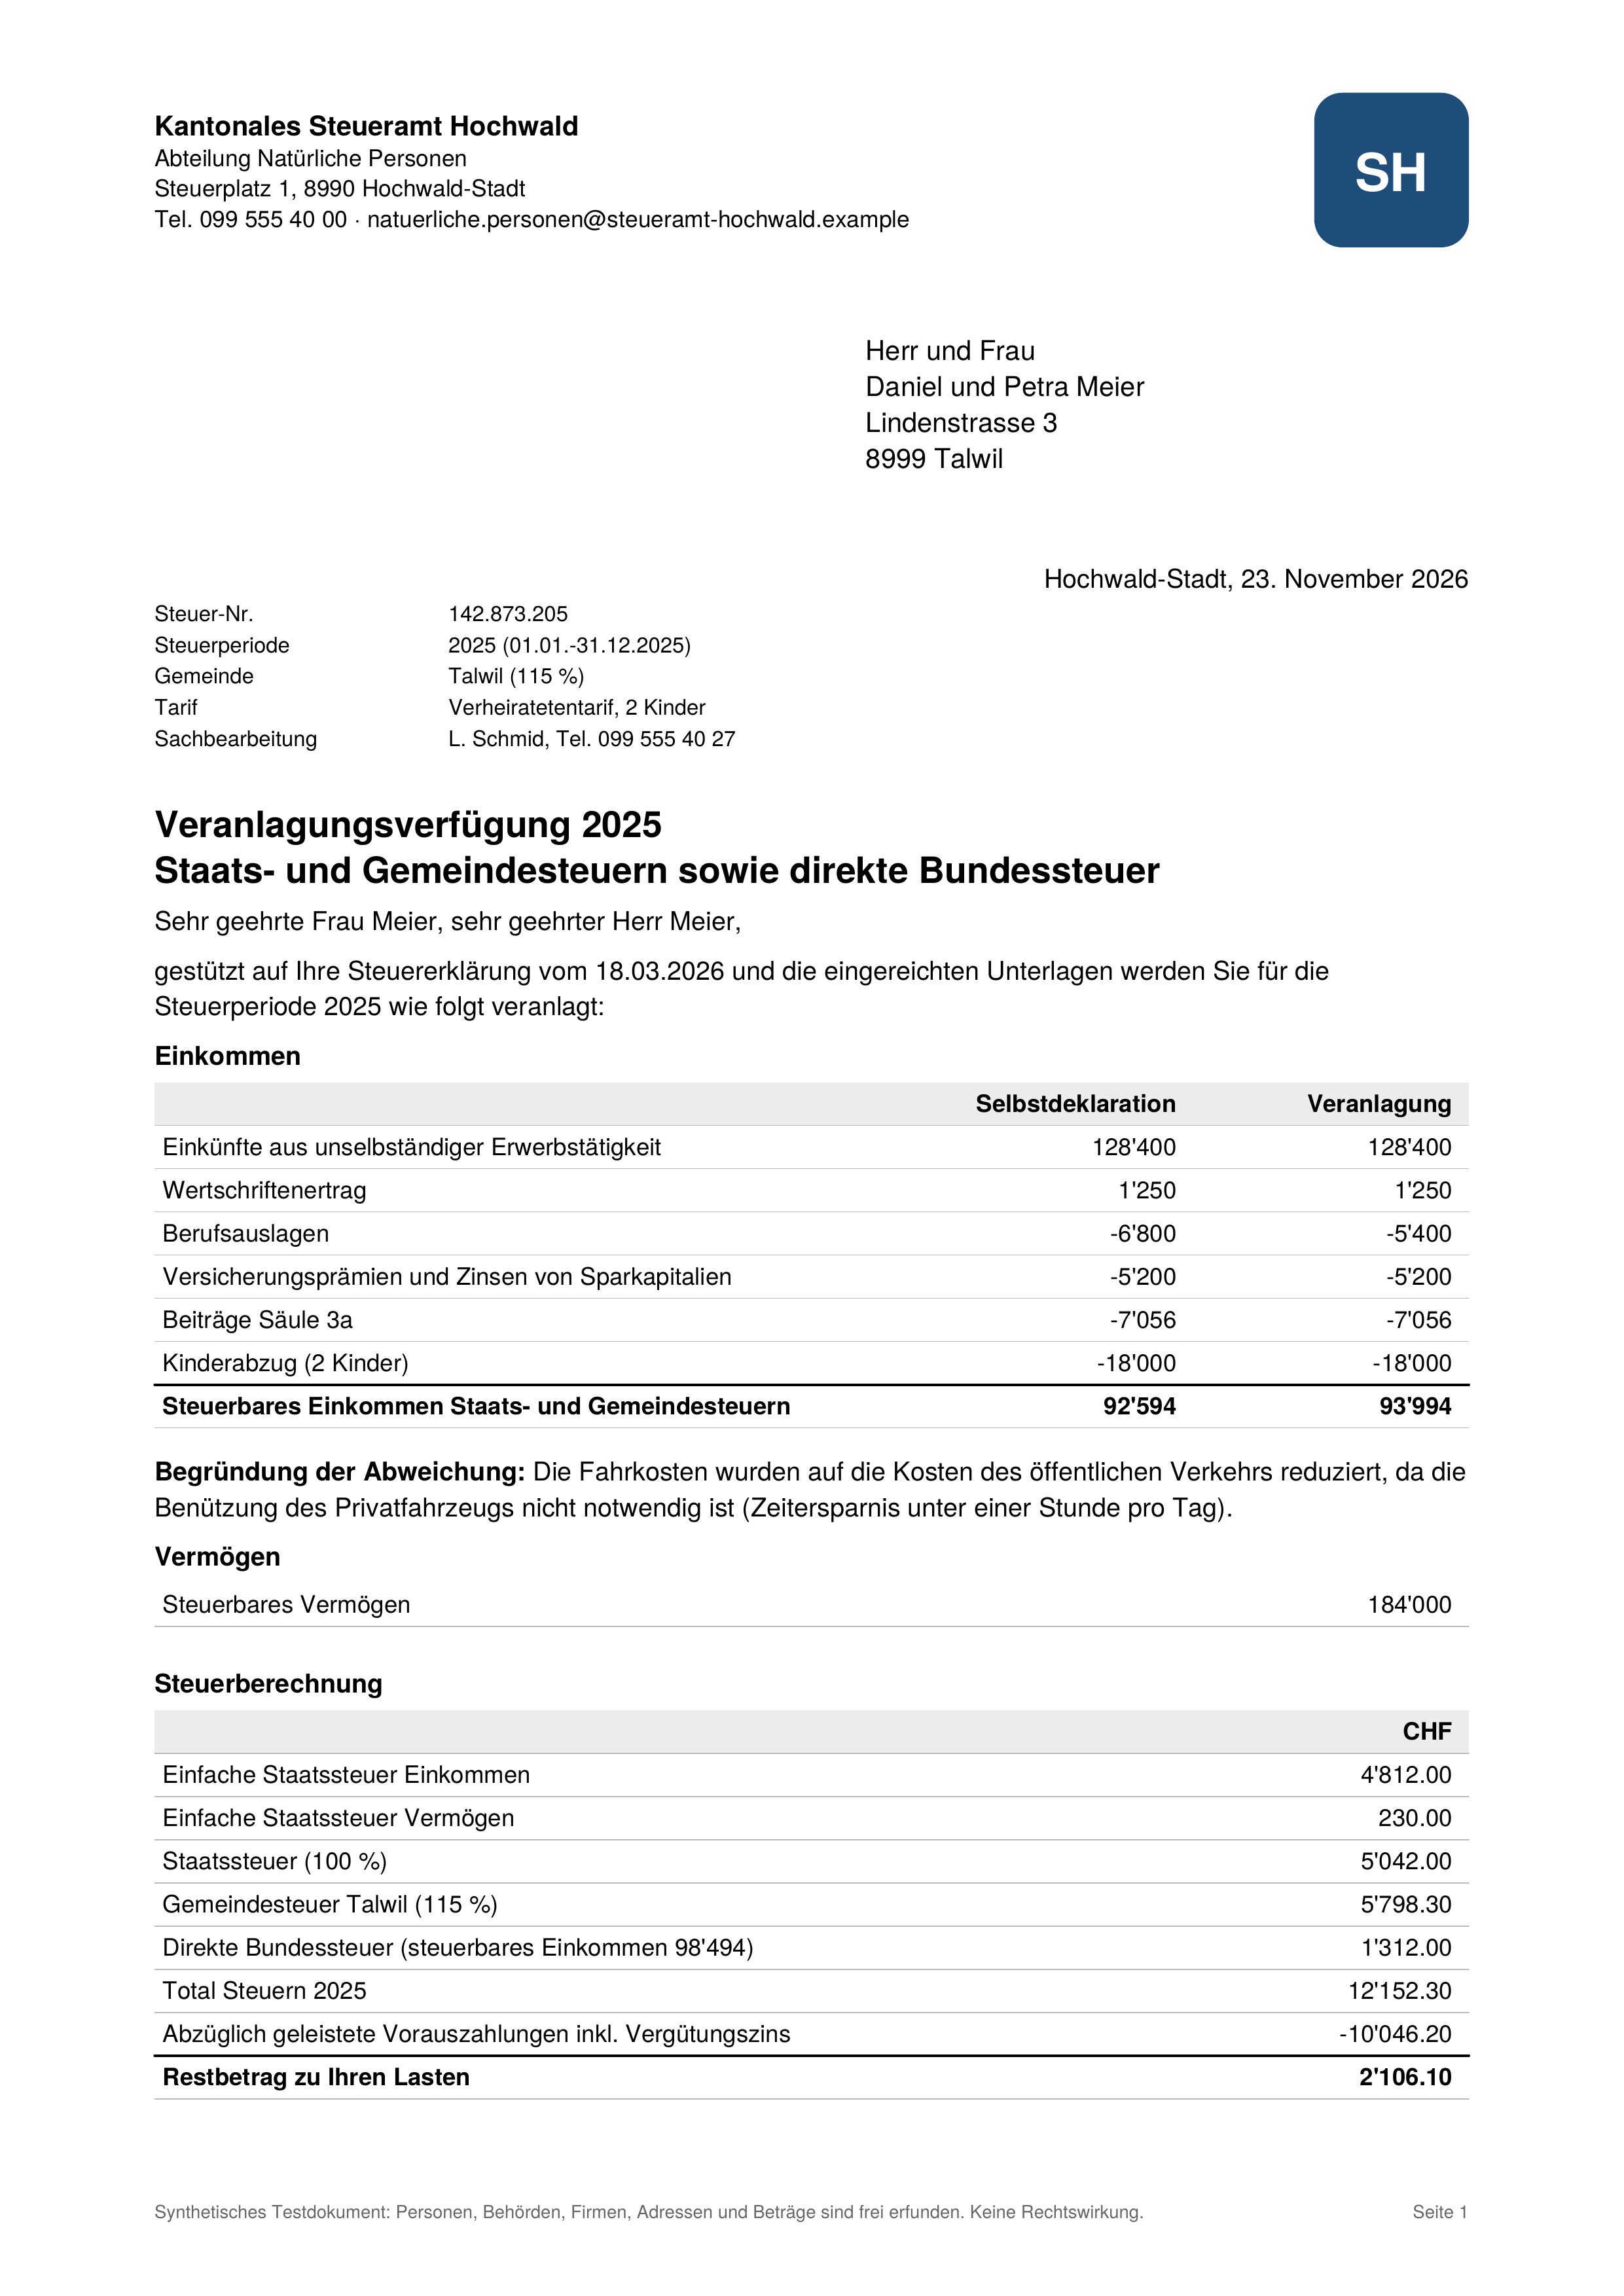 Kantonales Steueramt Hochwald
Abteilung Natürliche Personen
Steuerplatz 1, 8990 Hochwald-Stadt
Tel. 099 555 40 00 · natuerliche.personen@steueramt-hochwald.example
SH
Herr und Frau
Daniel und Petra Meier
Lindenstrasse 3
8999 Talwil
Hochwald-Stadt, 23. November 2026
Steuer-Nr. 142.873.205
Steuerperiode 2025 (01.01.-31.12.2025)
Gemeinde Talwil (115 %)
Tarif Verheiratetentarif, 2 Kinder
Sachbearbeitung L. Schmid, Tel. 099 555 40 27
Veranlagungsverfügung 2025
Staats- und Gemeindesteuern sowie direkte Bundessteuer
Sehr geehrte Frau Meier, sehr geehrter Herr Meier,
gestützt auf Ihre Steuererklärung vom 18.03.2026 und die eingereichten Unterlagen werden Sie für die
Steuerperiode 2025 wie folgt veranlagt:
Einkommen
Selbstdeklaration Veranlagung
Einkünfte aus unselbständiger Erwerbstätigkeit 128'400 128'400
Wertschriftenertrag 1'250 1'250
Berufsauslagen -6'800 -5'400
Versicherungsprämien und Zinsen von Sparkapitalien -5'200 -5'200
Beiträge Säule 3a -7'056 -7'056
Kinderabzug (2 Kinder) -18'000 -18'000
Steuerbares Einkommen Staats- und Gemeindesteuern 92'594 93'994
Begründung der Abweichung: Die Fahrkosten wurden auf die Kosten des öffentlichen Verkehrs reduziert, da die
Benützung des Privatfahrzeugs nicht notwendig ist (Zeitersparnis unter einer Stunde pro Tag).
Vermögen
Steuerbares Vermögen 184'000
Steuerberechnung
CHF
Einfache Staatssteuer Einkommen 4'812.00
Einfache Staatssteuer Vermögen 230.00
Staatssteuer (100 %) 5'042.00
Gemeindesteuer Talwil (115 %) 5'798.30
Direkte Bundessteuer (steuerbares Einkommen 98'494) 1'312.00
Total Steuern 2025 12'152.30
Abzüglich geleistete Vorauszahlungen inkl. Vergütungszins -10'046.20
Restbetrag zu Ihren Lasten 2'106.10
Synthetisches Testdokument: Personen, Behörden, Firmen, Adressen und Beträge sind frei erfunden. Keine Rechtswirkung. Seite 1